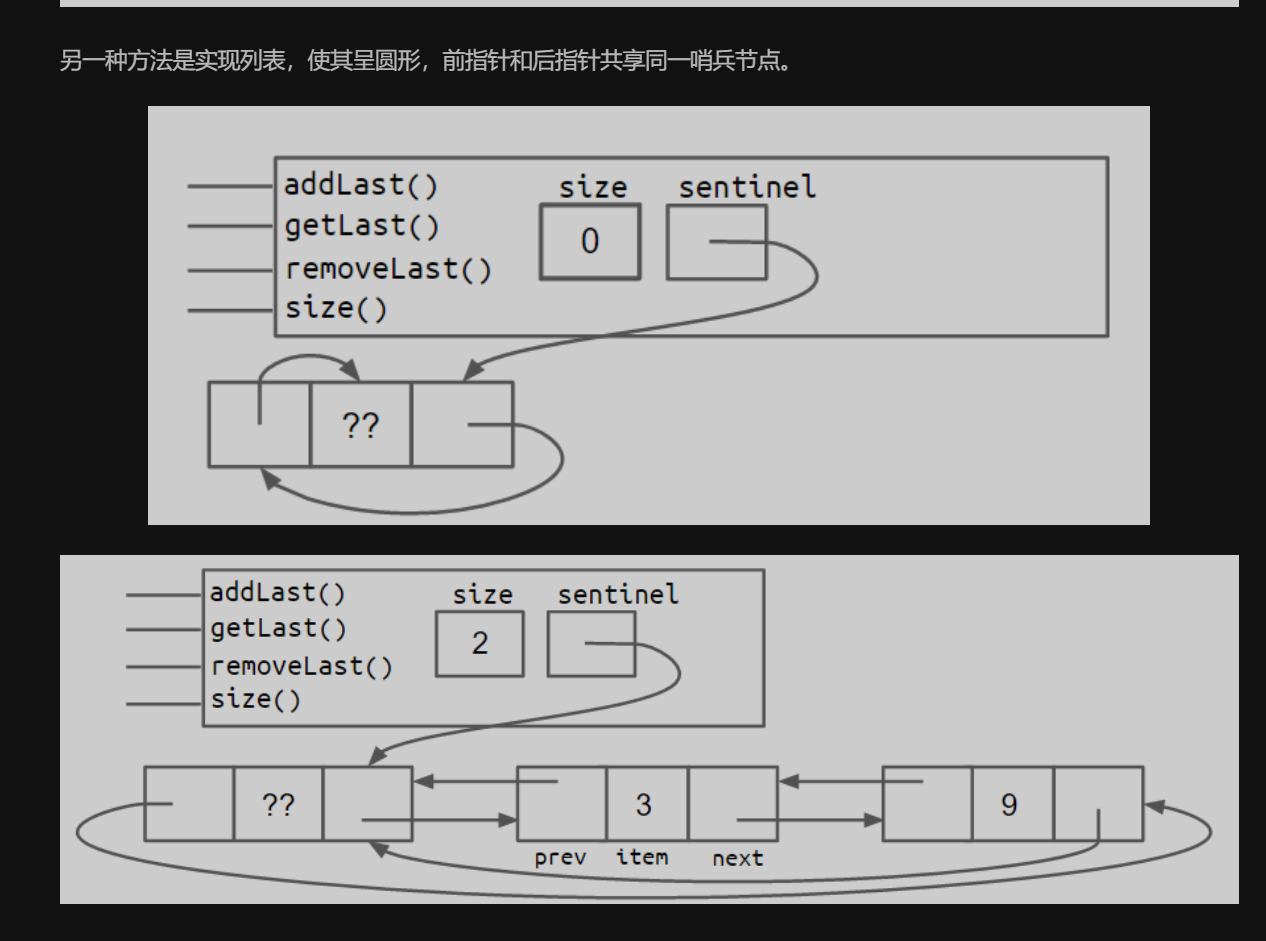 另一种方法是实现列表，使其呈圆形，前指针和后指针共享同一哨兵节点。
addLast()
getLast()
removeLast()
size()
size
sentinel
0
??
addLast()
getLast()
removeLast()
size()
size
sentinel
2
??
3
9
prev
item
next